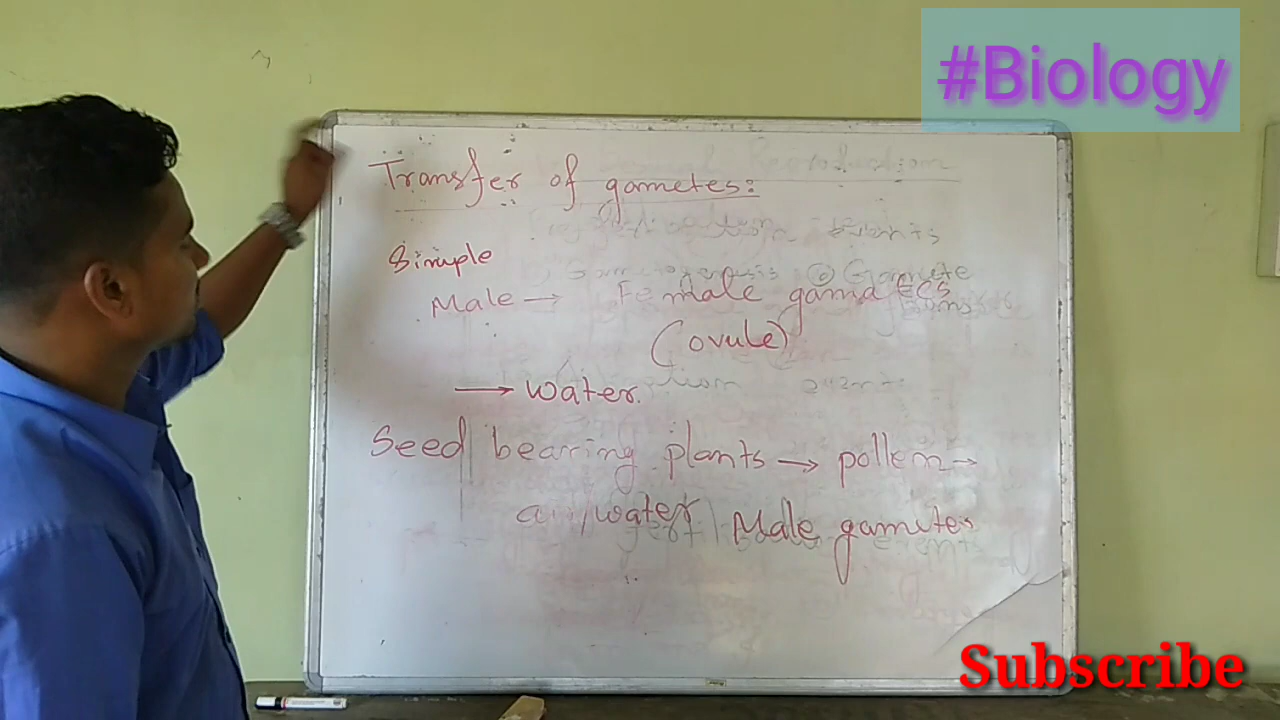 #Biology
Transfer of gametes:
Simple
Male → Female gametes
(ovule)
→ water.
Seed bearing plants → pollen →
air/water | Male gametes
Subscribe